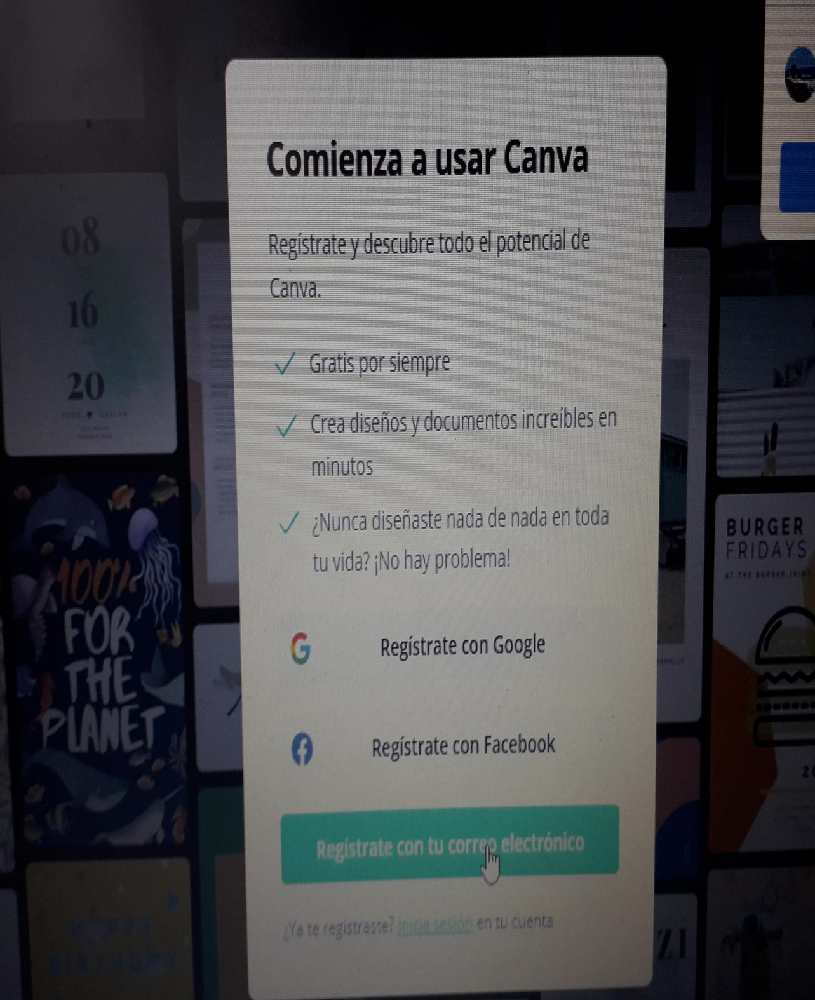 Comienza a usar Canva
Regístrate y descubre todo el potencial de
Canva.
Gratis por siempre
Crea diseños y documentos increíbles en
minutos
¿Nunca diseñaste nada de nada en toda
tu vida? ¡No hay problema!
Regístrate con Google
Regístrate con Facebook
Regístrate con tu correo electrónico
¿Ya te registraste? Inicia sesión en tu cuenta
08
16
20
100%
FOR
THE
PLANET
HAPPY
BIRTHDAY
BURGER
FRIDAYS
AT THE BURGER JOINT
ZI